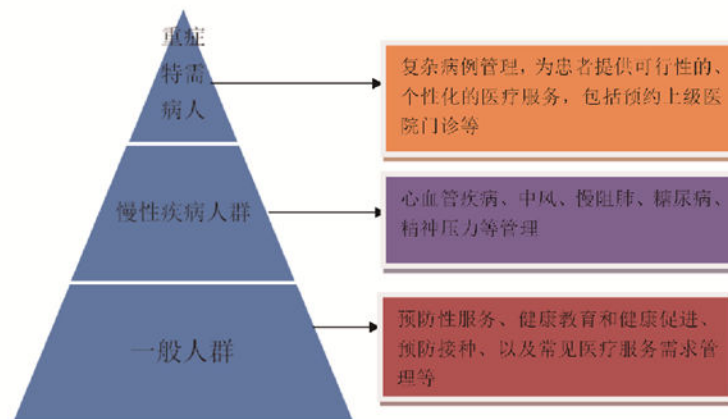 重症
特需
病人
复杂病例管理，为患者提供可行性的、
个性化的医疗服务，包括预约上级医
院门诊等
慢性疾病人群
心血管疾病、中风、慢阻肺、糖尿病、
精神压力等管理
一般人群
预防性服务、健康教育和健康促进、
预防接种、以及常见医疗服务需求管
理等